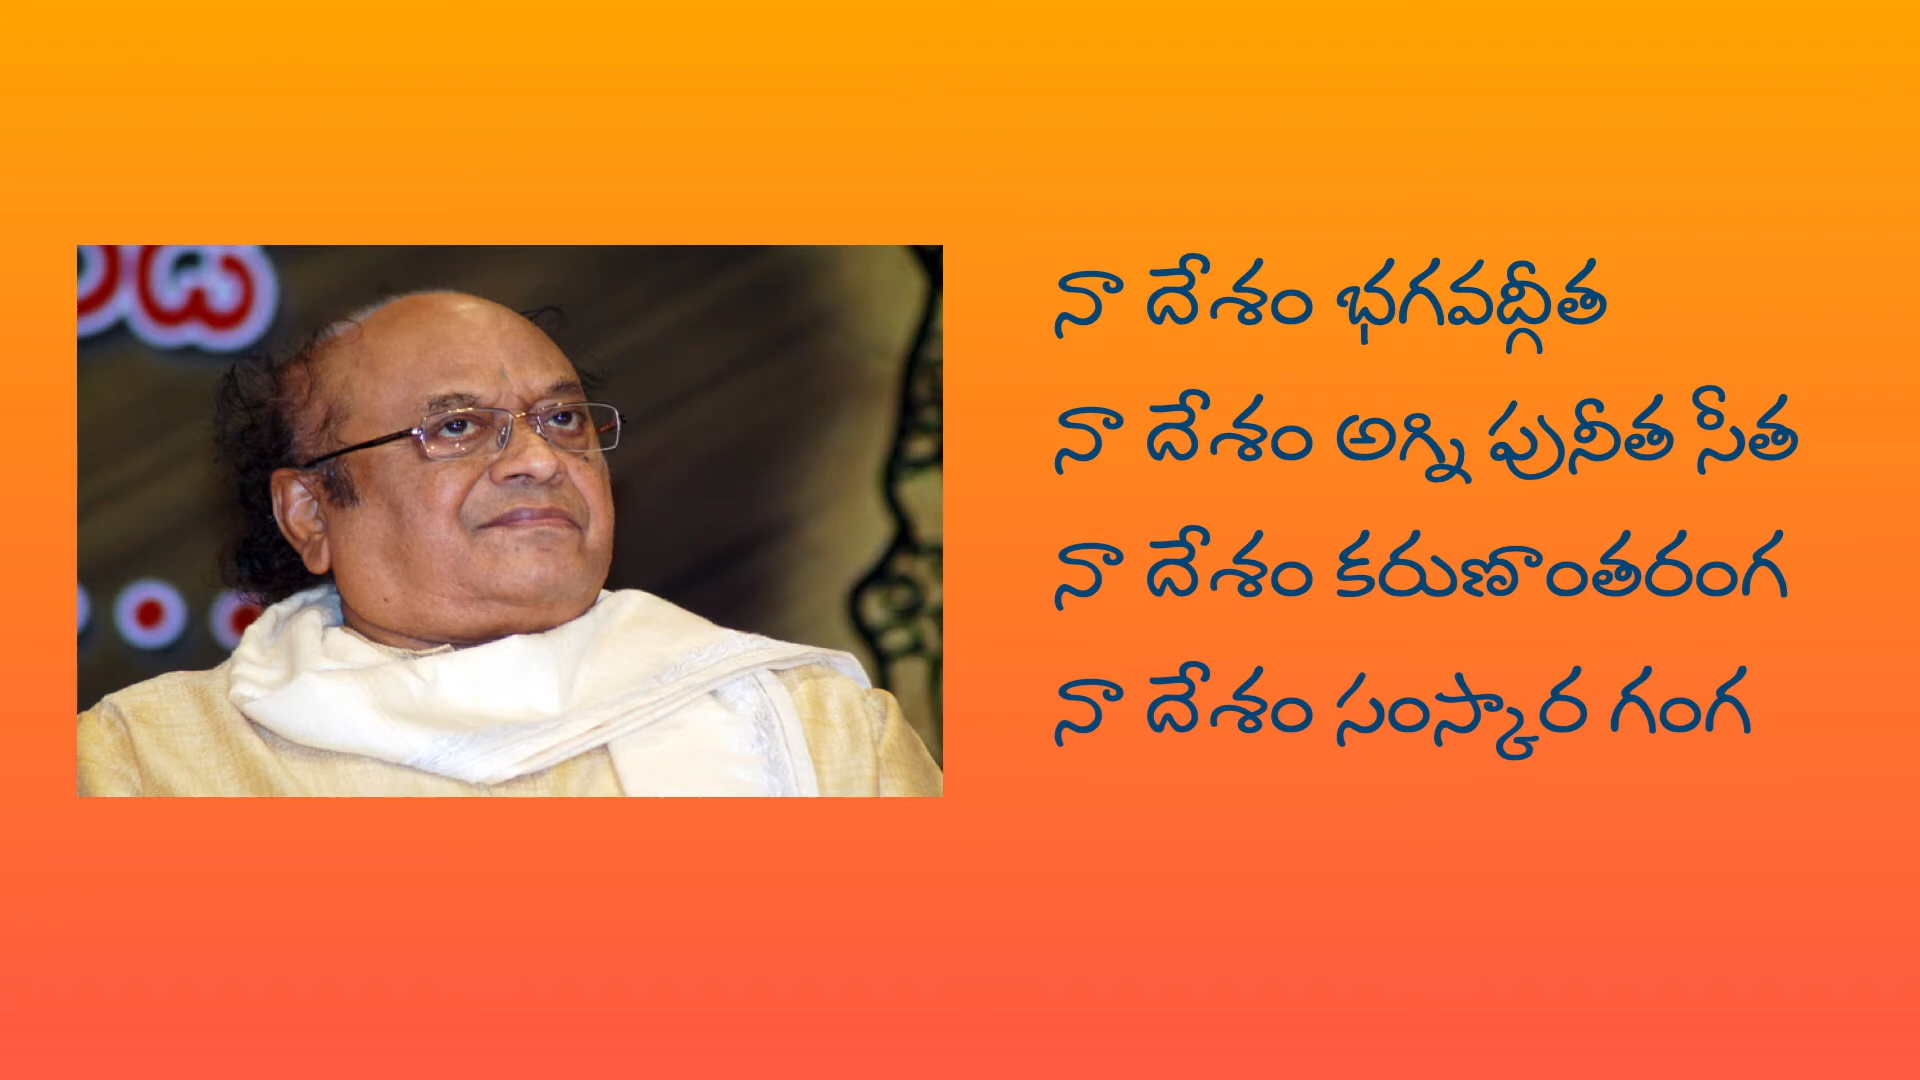 నా దేశం భగవద్గీత
నా దేశం అగ్ని పునీత సీత
నా దేశం కరుణాంతరంగ
నా దేశం సంస్కార గంగ